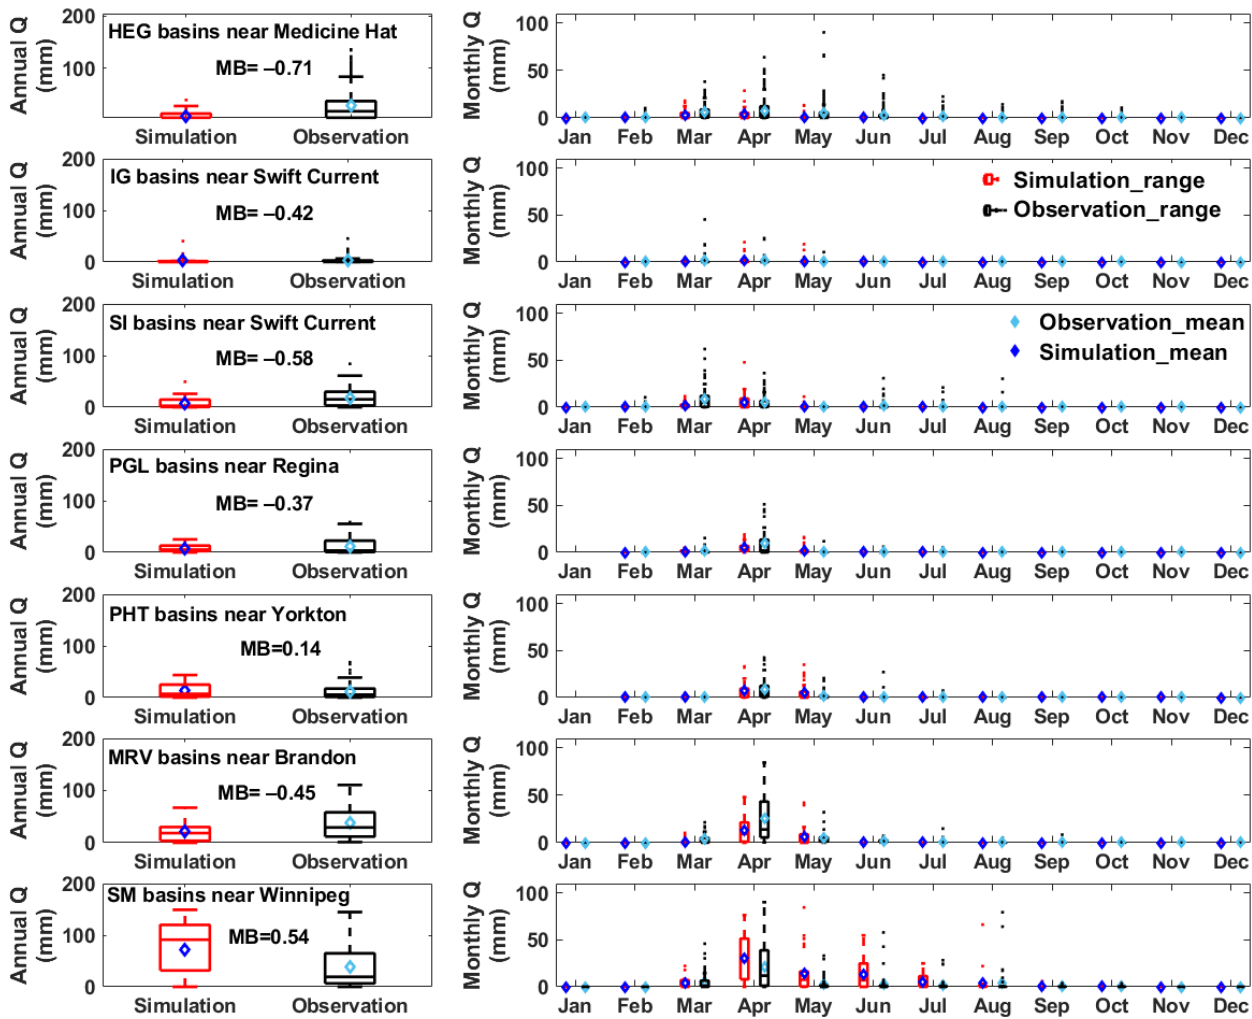 Annual Q
(mm)
200
100
HEG basins near Medicine Hat
MB= –0.71
Simulation
Observation
Monthly Q
(mm)
100
50
0
Jan Feb Mar Apr May Jun Jul Aug Sep Oct Nov Dec
Annual Q
(mm)
200
100
0
IG basins near Swift Current
MB= –0.42
Simulation
Observation
Monthly Q
(mm)
100
50
0
Simulation_range
Observation_range
Jan Feb Mar Apr May Jun Jul Aug Sep Oct Nov Dec
Annual Q
(mm)
200
100
0
SI basins near Swift Current
MB= –0.58
Simulation
Observation
Monthly Q
(mm)
100
50
0
Observation_mean
Simulation_mean
Jan Feb Mar Apr May Jun Jul Aug Sep Oct Nov Dec
Annual Q
(mm)
200
100
0
PGL basins near Regina
MB= –0.37
Simulation
Observation
Monthly Q
(mm)
100
50
0
Jan Feb Mar Apr May Jun Jul Aug Sep Oct Nov Dec
Annual Q
(mm)
200
100
0
PHT basins near Yorkton
MB=0.14
Simulation
Observation
Monthly Q
(mm)
100
50
0
Jan Feb Mar Apr May Jun Jul Aug Sep Oct Nov Dec
Annual Q
(mm)
200
100
0
MRV basins near Brandon
MB= –0.45
Simulation
Observation
Monthly Q
(mm)
100
50
0
Jan Feb Mar Apr May Jun Jul Aug Sep Oct Nov Dec
Annual Q
(mm)
200
100
0
SM basins near Winnipeg
MB=0.54
Simulation
Observation
Monthly Q
(mm)
100
50
0
Jan Feb Mar Apr May Jun Jul Aug Sep Oct Nov Dec